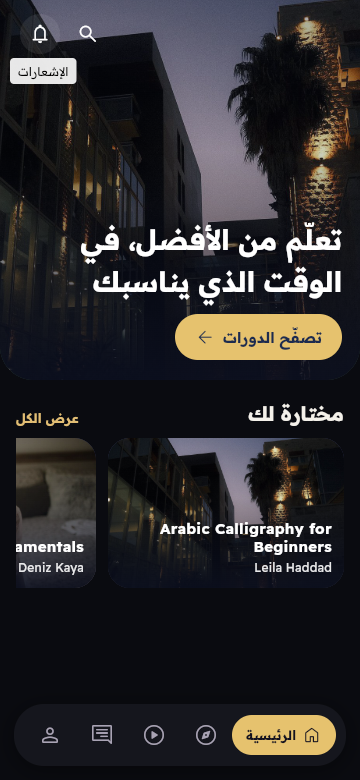 الإشعارات
تعلّم من الأفضل، في
الوقت الذي يناسبك
تصفّح الدورات
مختارة لك
عرض الكل
Arabic Calligraphy for
Beginners
Leila Haddad
amentals
Deniz Kaya
الرئيسية